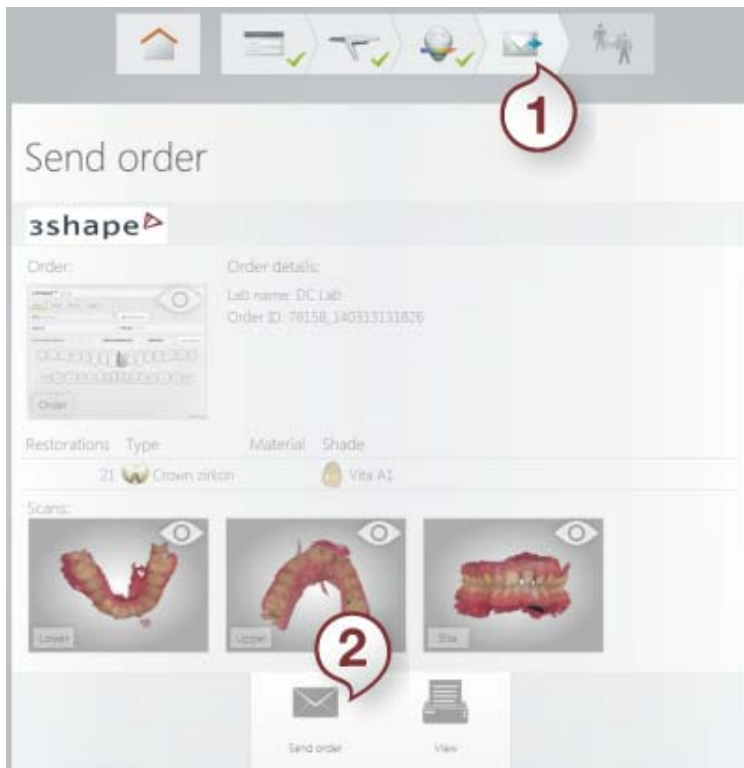 1
Send order
3shape
Order:
Order details:
Lab name: DC Lab
Order ID: 78158_140313131826
Order
Restorations Type Material Shade
21 Crown zirkon Vita A1
Scans:
Lower Upper Bite
2
Send order View